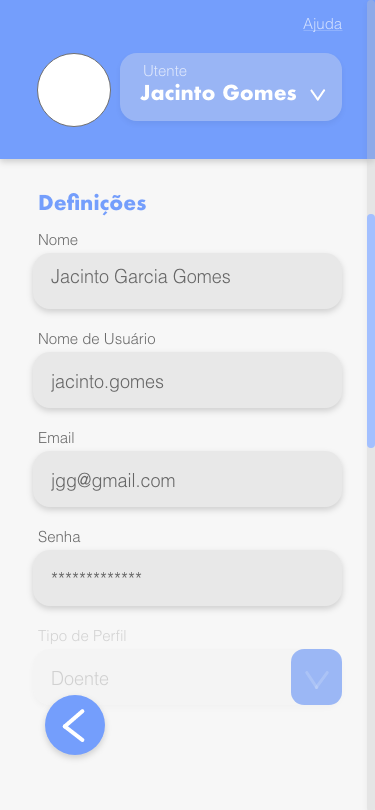 Ajuda
Utente
Jacinto Gomes
Definições
Nome
Jacinto Garcia Gomes
Nome de Usuário
jacinto.gomes
Email
jgg@gmail.com
Senha
*************
Tipo de Perfil
Doente